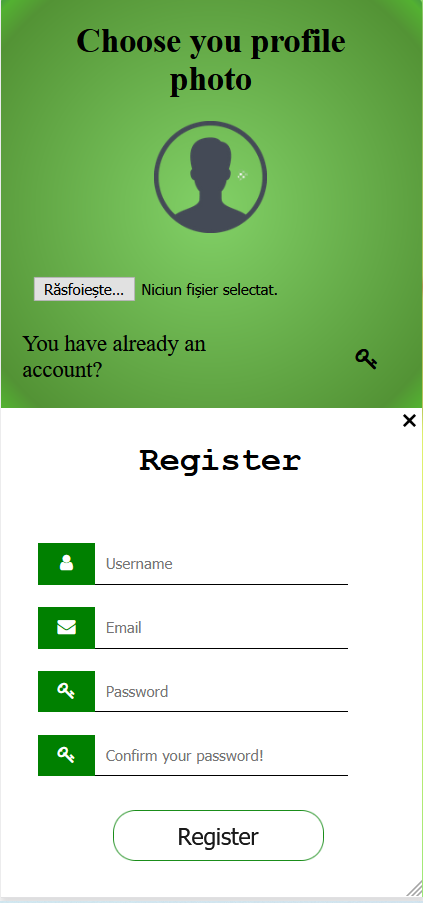 Choose you profile
photo
Răsfoiește... Niciun fișier selectat.
You have already an
account?
Register
Username
Email
Password
Confirm your password!
Register